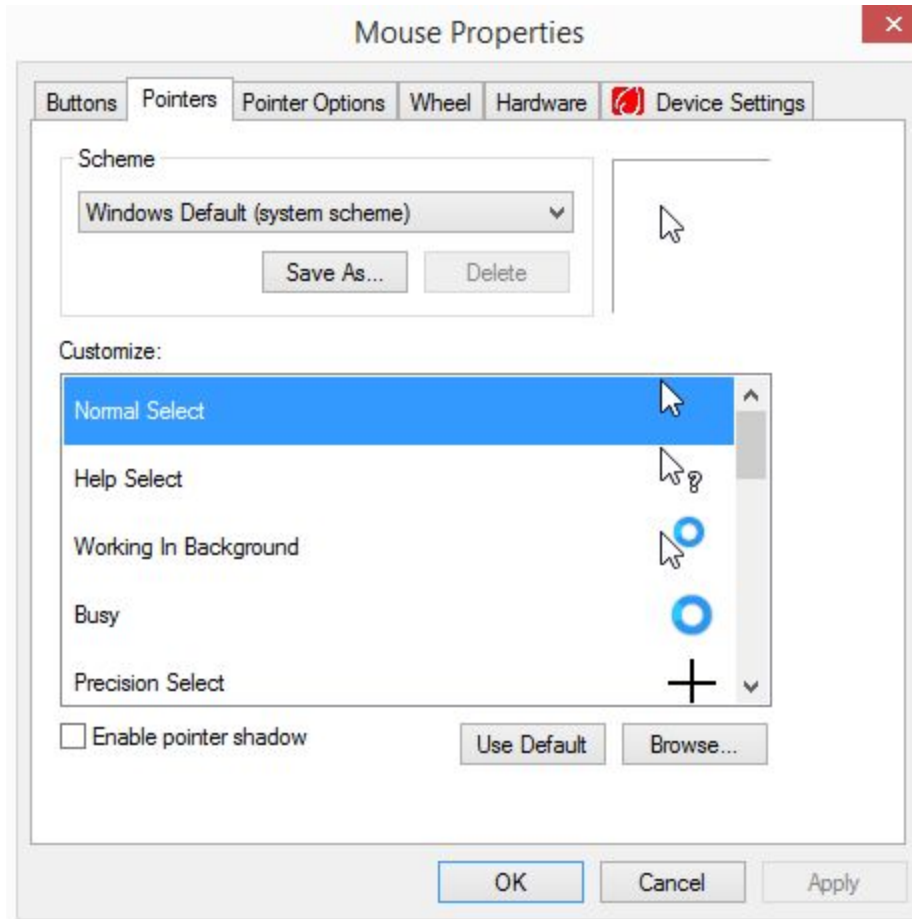 Mouse Properties
Buttons Pointers Pointer Options Wheel Hardware Device Settings
Scheme
Windows Default (system scheme)
Save As... Delete
Customize:
Normal Select
Help Select
Working In Background
Busy
Precision Select
Enable pointer shadow Use Default Browse...
OK Cancel Apply